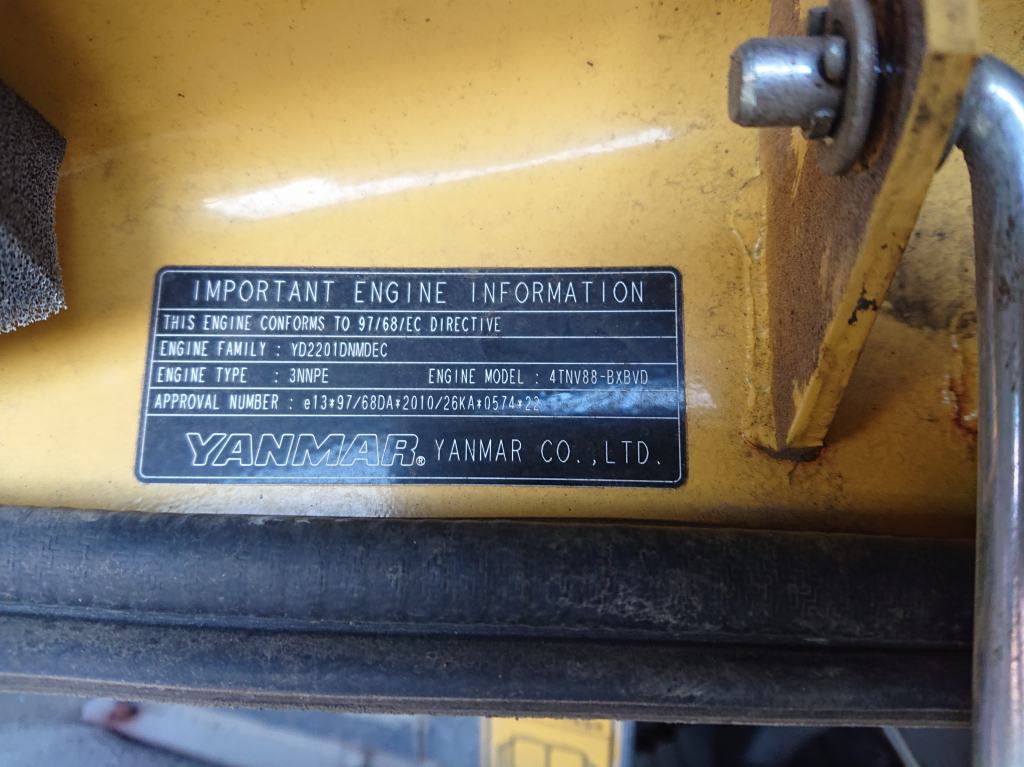 IMPORTANT ENGINE INFORMATION
THIS ENGINE CONFORMS TO 97/68/EC DIRECTIVE
ENGINE FAMILY : YD2201DNMDEC
ENGINE TYPE : 3NNPE ENGINE MODEL : 4TNV88-BXBVD
APPROVAL NUMBER : e13*97/68DA*2010/26KA*0574*22
YANMAR® YANMAR CO.,LTD.